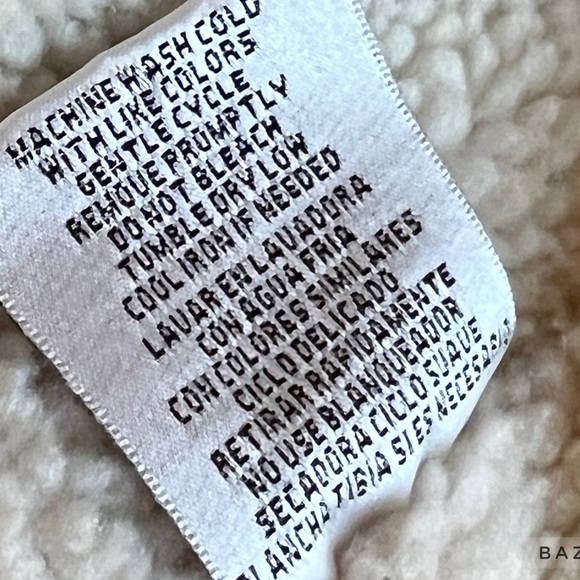 MACHINE WASH COLD
WITH LIKE COLORS
GENTLE CYCLE
REMOVE PROMPTLY
DO NOT BLEACH
TUMBLE DRY LOW
COOL IRON IF NEEDED
LAVAR EN LAVADORA
CON AGUA FRIA
CON COLORES SIMILARES
CICLO DELICADO
RETIRAR RAPIDAMENTE
NO USE BLANQUEADOR
SECADORA CICLO SUAVE
PLANCHA TIBIA SI ES NECESARIO
BAZ